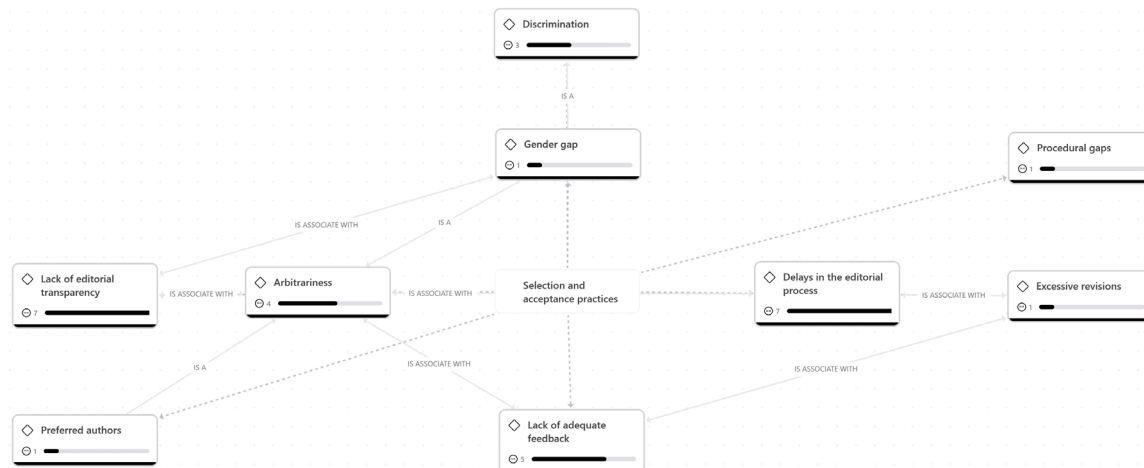 Discrimination
3
IS A
Gender gap
1
Procedural gaps
1
IS ASSOCIATE WITH
IS A
Lack of editorial
transparency
7
IS ASSOCIATE WITH
Arbitrariness
4
IS ASSOCIATE WITH
Selection and
acceptance practices
Delays in the editorial
process
7
IS ASSOCIATE WITH
Excessive revisions
1
IS A
IS ASSOCIATE WITH
IS ASSOCIATE WITH
Preferred authors
1
Lack of adequate
feedback
5